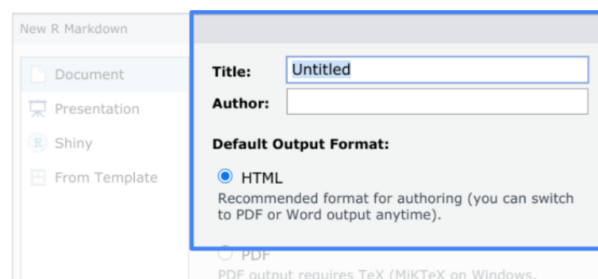 New R Markdown
Document
Presentation
Shiny
From Template
Title: Untitled
Author:
Default Output Format:
HTML
Recommended format for authoring (you can switch
to PDF or Word output anytime).
PDF
PDF output requires TeX (MiKTeX on Windows,